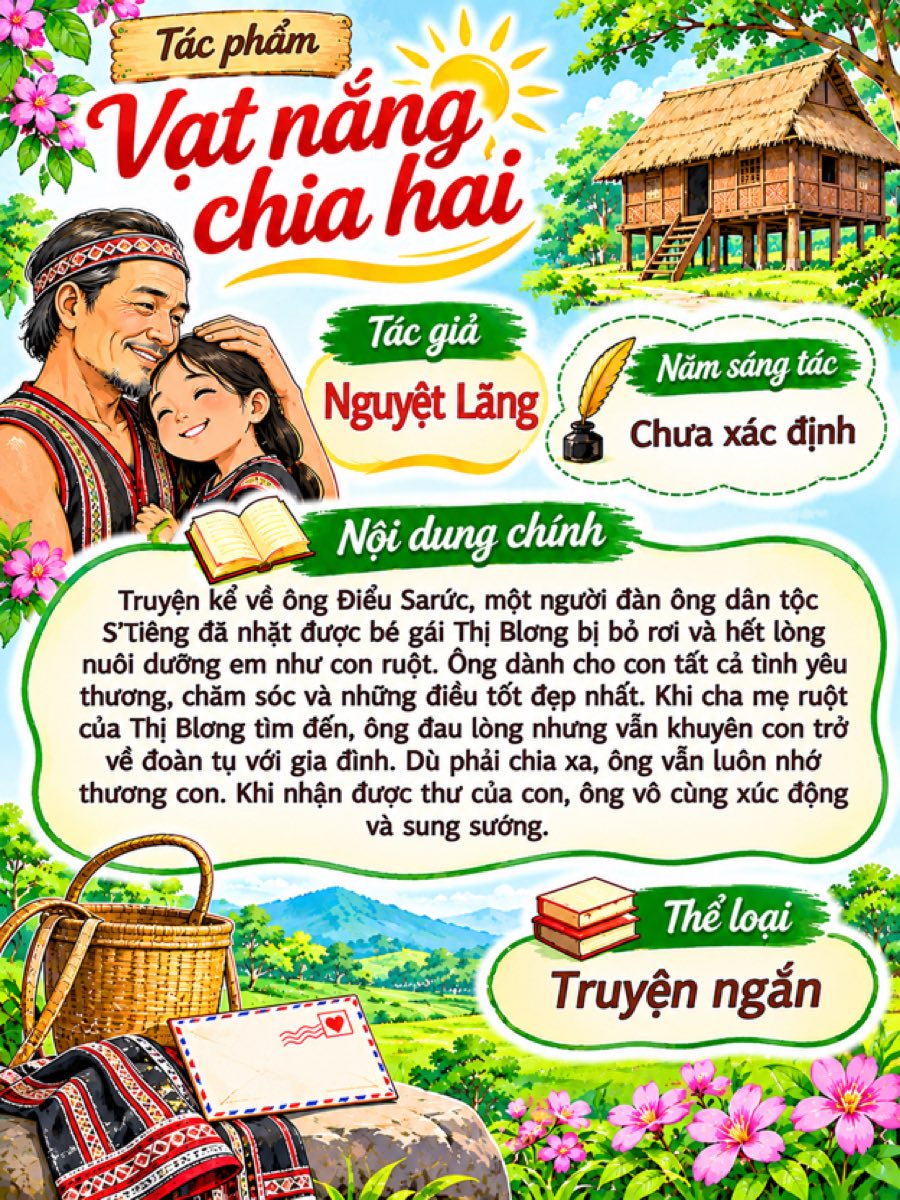 Tác phẩm
Vạt nắng
chia hai
Tác giả
Nguyệt Lãng
Năm sáng tác
Chưa xác định
Nội dung chính
Truyện kể về ông Điểu Sarức, một người đàn ông dân tộc
S'Tiêng đã nhặt được bé gái Thị Blơng bị bỏ rơi và hết lòng
nuôi dưỡng em như con ruột. Ông dành cho con tất cả tình yêu
thương, chăm sóc và những điều tốt đẹp nhất. Khi cha mẹ ruột
của Thị Blơng tìm đến, ông đau lòng nhưng vẫn khuyên con trở
về đoàn tụ với gia đình. Dù phải chia xa, ông vẫn luôn nhớ
thương con. Khi nhận được thư của con, ông vô cùng xúc động
và sung sướng.
Thể loại
Truyện ngắn